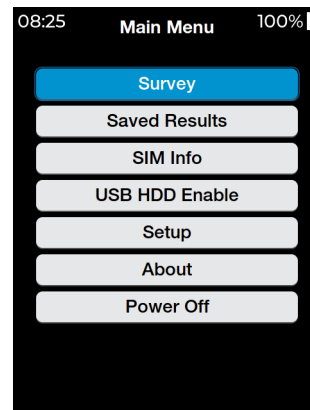 08:25 Main Menu 100%
Survey
Saved Results
SIM Info
USB HDD Enable
Setup
About
Power Off